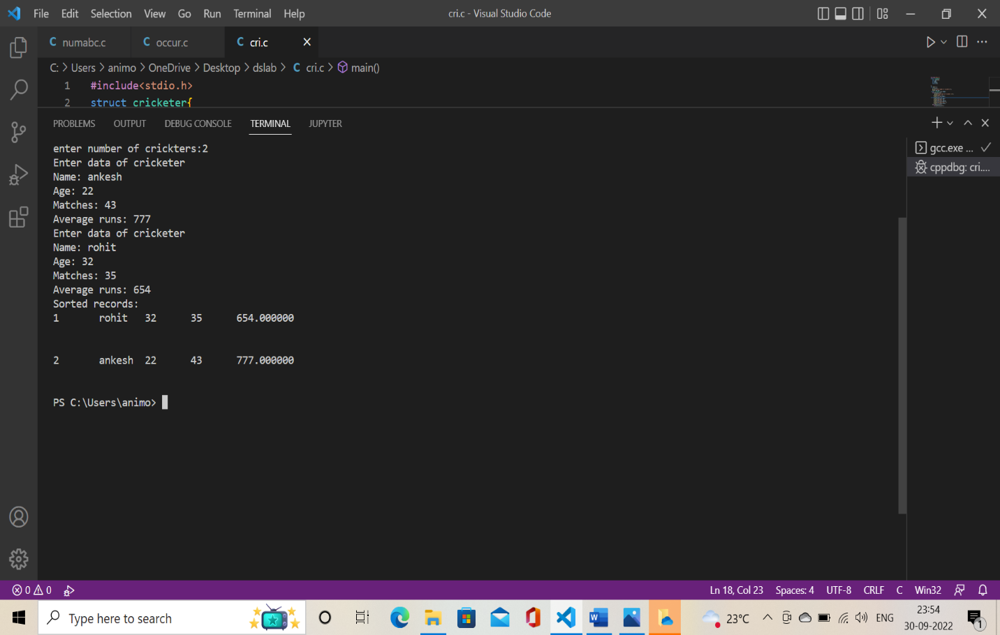 File Edit Selection View Go Run Terminal Help cri.c - Visual Studio Code
C numabc.c C occur.c C cri.c
C: > Users > animo > OneDrive > Desktop > dslab > C cri.c > main()
1 #include<stdio.h>
2 struct cricketer{
PROBLEMS OUTPUT DEBUG CONSOLE TERMINAL JUPYTER
enter number of crickters:2
Enter data of cricketer
Name: ankesh
Age: 22
Matches: 43
Average runs: 777
Enter data of cricketer
Name: rohit
Age: 32
Matches: 35
Average runs: 654
Sorted records:
1 rohit 32 35 654.000000
2 ankesh 22 43 777.000000
PS C:\Users\animo>
gcc.exe ...
cppdbg: cri....
0 0 Ln 18, Col 23 Spaces: 4 UTF-8 CRLF C Win32
Type here to search 23°C ENG 23:54
30-09-2022 1